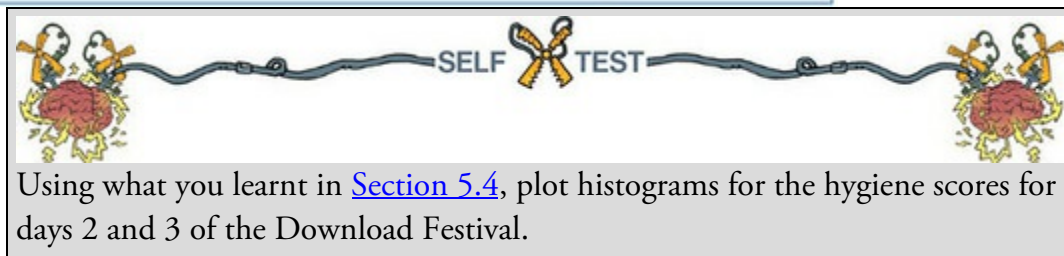 SELF TEST
Using what you learnt in Section 5.4, plot histograms for the hygiene scores for
days 2 and 3 of the Download Festival.